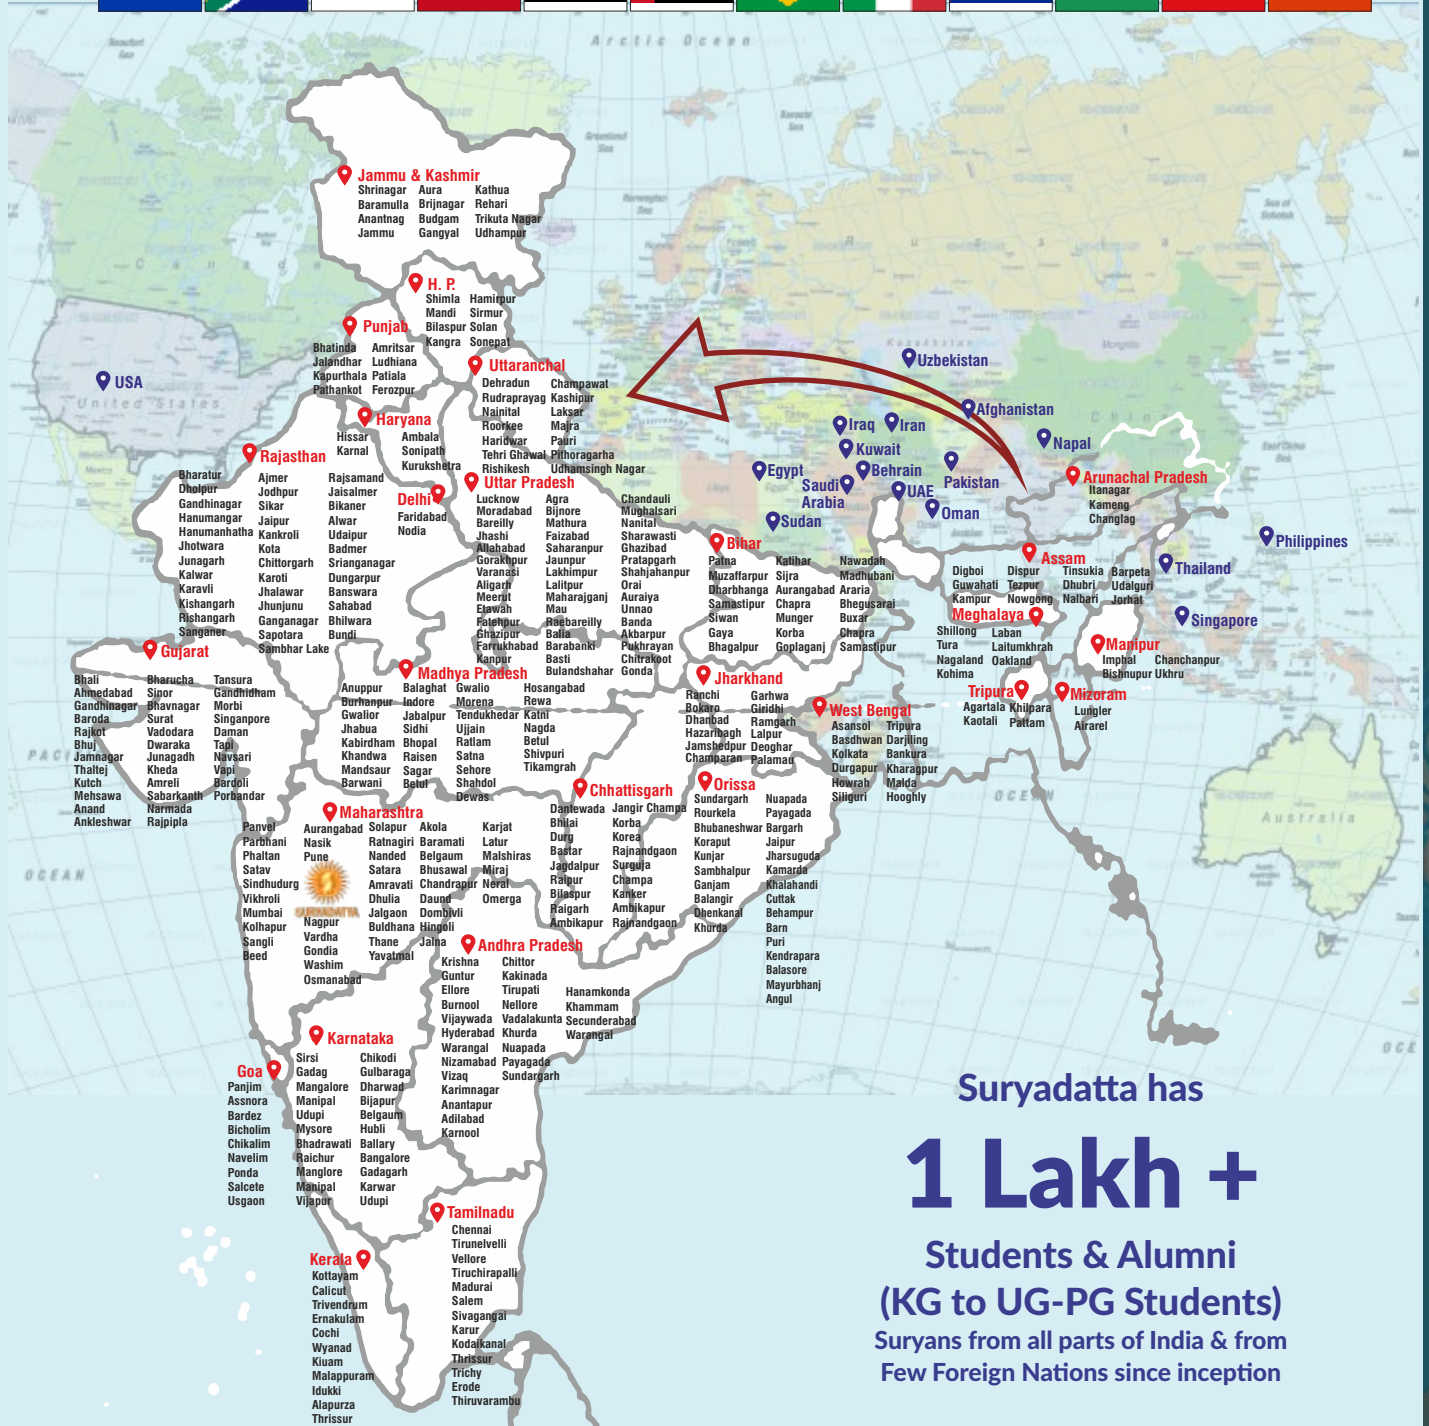 Arctic Ocean
Jammu & Kashmir
Shrinagar Aura Kathua
Baramulla Brijnagar Rehari
Anantnag Budgam Trikuta Nagar
Jammu Gangyal Udhampur
H. P.
Shimla Hamirpur
Mandi Sirmur
Bilaspur Solan
Kangra Sonepat
Punjab
Bhatinda Amritsar
Jalandhar Ludhiana
Kapurthala Patiala
Pathankot Ferozpur
Uttaranchal
Dehradun Champawat
Rudraprayag Kashipur
Nainital Laksar
Roorkee Majra
Haridwar Pauri
Tehri Ghawal Pithoragarha
Rishikesh Udhamsingh Nagar
USA
United States
Canada
Haryana
Hissar Ambala
Karnal Sonipath
Kurukshetra
Rajasthan
Bharatur
Dholpur
Gandhinagar
Hanumangar
Hanumanhatha
Jhotwara
Junagarh
Kalwar
Karavli
Kishangarh
Rishangarh
Sanganer
Ajmer
Jodhpur
Sikar
Jaipur
Kankroli
Kota
Chittorgarh
Karoti
Jhalawar
Jhunjunu
Ganganagar
Sapotara
Sambhar Lake
Rajsamand
Jaisalmer
Bikaner
Alwar
Udaipur
Badmer
Srianganagar
Dungarpur
Banswara
Sahabad
Bhilwara
Bundi
Delhi
Faridabad
Nodia
Uttar Pradesh
Lucknow
Moradabad
Bareilly
Jhashi
Allahabad
Gorakhpur
Varanasi
Aligarh
Meerut
Etawah
Fatehpur
Ghazipur
Farrukhabad
Kanpur
Agra
Bijnore
Mathura
Faizabad
Saharanpur
Jaunpur
Lakhimpur
Lalitpur
Maharajganj
Mau
Raebareilly
Balia
Barabanki
Basti
Bulandshahar
Chandauli
Mughalsari
Nanital
Sharawasti
Ghazibad
Pratapgarh
Shahjahanpur
Orai
Auraiya
Unnao
Banda
Akbarpur
Pukhrayan
Chitrakoot
Gonda
Uzbekistan
Afghanistan
Iraq
Iran
Kuwait
Napal
Egypt
Behrain
Saudi
Arabia
Pakistan
UAE
Oman
Sudan
Philippines
Thailand
Singapore
Arunachal Pradesh
Itanagar
Kameng
Changlag
Bihar
Patna
Muzaffarpur
Dharbhanga
Samastipur
Siwan
Gaya
Bhagalpur
Katihar
Sijra
Aurangabad
Chapra
Munger
Korba
Goplaganj
Nawadah
Madhubani
Araria
Bhegusarai
Buxar
Chapra
Samastipur
Assam
Digboi Dispur Tinsukia Barpeta
Guwahati Tezpur Dhubri Udalguri
Kampur Nowgong Nalbari Jorhat
Meghalaya
Shillong Laban
Tura Laitumkhrah
Nagaland Oakland
Kohima
Manipur
Imphal Chanchanpur
Bishnupur Ukhru
Tripura
Agartala Khilpara
Kaotali Pattam
Mizoram
Lungler
Airarel
Gujarat
Bhali
Ahmedabad
Gandhinagar
Baroda
Rajkot
Bhuj
Jamnagar
Thaltej
Kutch
Mehsawa
Anand
Ankleshwar
Bharucha
Sinor
Bhavnagar
Surat
Vadodara
Dwaraka
Junagadh
Kheda
Amreli
Sabarkanth
Narmada
Rajpipla
Tansura
Gandhidham
Morbi
Singanpore
Daman
Tapi
Navsari
Vapi
Bardoli
Porbandar
Madhya Pradesh
Anuppur
Burhanpur
Gwalior
Jhabua
Kabirdham
Khandwa
Mandsaur
Barwani
Balaghat
Indore
Jabalpur
Sidhi
Bhopal
Raisen
Sagar
Betul
Gwalio
Morena
Tendukhedar
Ujjain
Ratlam
Satna
Sehore
Shahdol
Dewas
Hosangabad
Rewa
Katni
Nagda
Betul
Shivpuri
Tikamgrah
Jharkhand
Ranchi
Bokaro
Dhanbad
Hazaribagh
Jamshedpur
Champaran
Garhwa
Giridhi
Ramgarh
Lalpur
Deoghar
Palamau
West Bengal
Asansol Tripura
Basdhwan Darjiling
Kolkata Bankura
Durgapur Kharagpur
Howrah Malda
Siliguri Hooghly
Chhattisgarh
Dantewada
Bhilai
Durg
Bastar
Jagdalpur
Raipur
Bilaspur
Raigarh
Ambikapur
Jangir Champa
Korba
Korea
Rajnandgaon
Surguja
Champa
Kanker
Ambikapur
Rajnandgaon
Orissa
Sundargarh
Rourkela
Bhubaneshwar
Koraput
Kunjar
Sambhalpur
Ganjam
Balangir
Dhenkanal
Khurda
Nuapada
Payagada
Bargarh
Jaipur
Jharsuguda
Kamarda
Khalahandi
Cuttak
Behampur
Barn
Puri
Kendrapara
Balasore
Mayurbhanj
Angul
Maharashtra
Panvel
Parbhani
Phaltan
Satav
Sindhudurg
Vikhroli
Mumbai
Kolhapur
Sangli
Beed
Aurangabad
Nasik
Pune
SURYADATTA
Nagpur
Vardha
Gondia
Washim
Osmanabad
Solapur
Ratnagiri
Nanded
Satara
Amravati
Dhulia
Jalgaon
Buldhana
Thane
Yavatmal
Akola
Baramati
Belgaum
Bhusawal
Chandrapur
Daund
Dombivli
Hingoli
Jalna
Karjat
Latur
Malshiras
Miraj
Neral
Omerga
Andhra Pradesh
Krishna
Guntur
Ellore
Burnool
Vijaywada
Hyderabad
Warangal
Nizamabad
Vizaq
Karimnagar
Anantapur
Adilabad
Karnool
Chittor
Kakinada
Tirupati
Nellore
Vadalakunta
Khurda
Nuapada
Payagada
Sundargarh
Hanamkonda
Khammam
Secunderabad
Warangal
Karnataka
Sirsi
Gadag
Mangalore
Manipal
Udupi
Mysore
Bhadrawati
Raichur
Manglore
Manipal
Vijapur
Chikodi
Gulbaraga
Dharwad
Bijapur
Belgaum
Hubli
Ballary
Bangalore
Gadagarh
Karwar
Udupi
Goa
Panjim
Assnora
Bardez
Bicholim
Chikalim
Navelim
Ponda
Salcete
Usgaon
Tamilnadu
Chennai
Tirunelvelli
Vellore
Tiruchirapalli
Madurai
Salem
Sivagangai
Karur
Kodaikanal
Thrissur
Trichy
Erode
Thiruvarambu
Kerala
Kottayam
Calicut
Trivendrum
Ernakulam
Cochi
Wyanad
Kiuam
Malappuram
Idukki
Alapurza
Thrissur
OCEAN
OCEAN
Australia
Suryadatta has
1 Lakh +
Students & Alumni
(KG to UG-PG Students)
Suryans from all parts of India & from
Few Foreign Nations since inception